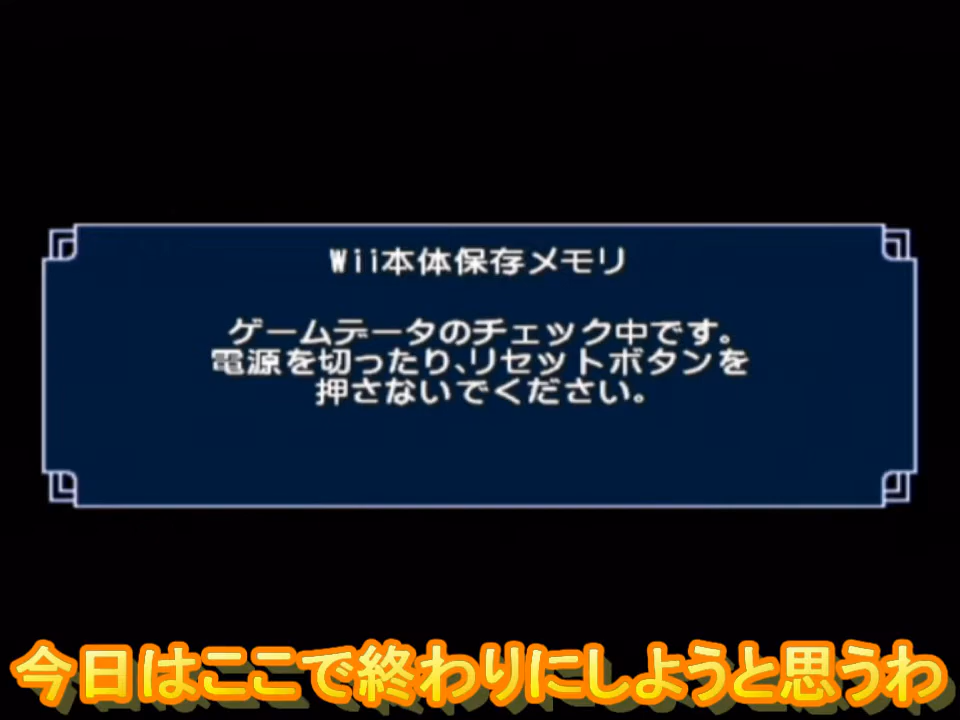 Wii本体保存メモリ
ゲームデータのチェック中です。
電源を切ったり、リセットボタンを
押さないでください。
今日はここで終わりにしようと思うわ